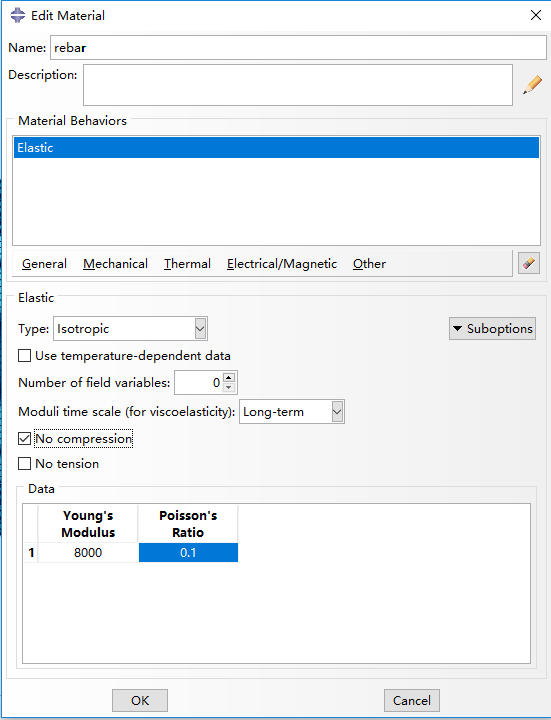 Edit Material
Name: rebar
Description:
Material Behaviors
Elastic
General Mechanical Thermal Electrical/Magnetic Other
Elastic
Type: Isotropic Suboptions
Use temperature-dependent data
Number of field variables: 0
Moduli time scale (for viscoelasticity): Long-term
No compression
No tension
Data
Young's Poisson's
Modulus Ratio
1 8000 0.1
OK Cancel